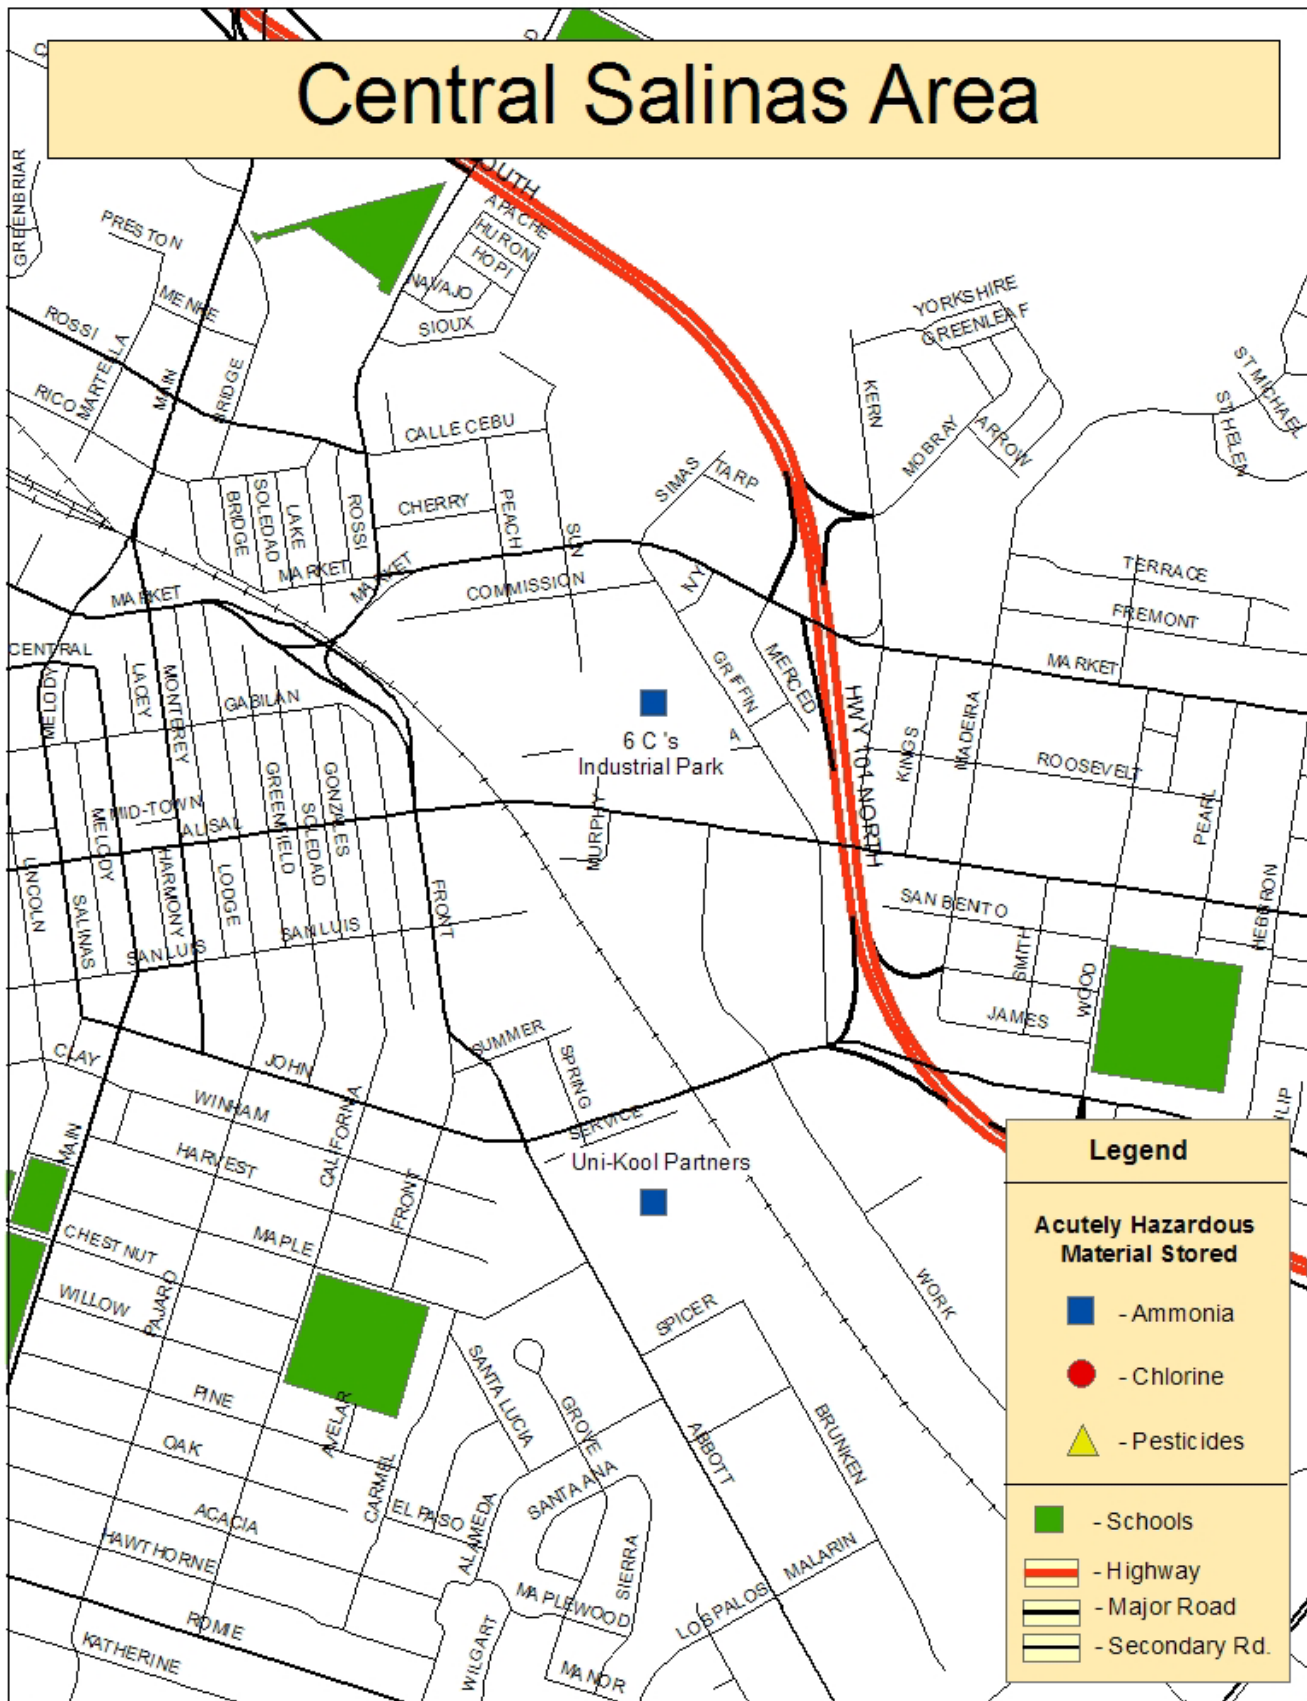 Central Salinas Area
OUTH
GREENBRIAR
PRESTON
APACHE
HURON
HOPI
NAVAJO
SIOUX
MENKE
ROSSI
MARTELLA
MAIN
BRIDGE
RICO
YORKSHIRE
GREENLEAF
KERN
MOBRAY
ARROW
ST MICHAEL
ST HELEN
CALLE CEBU
CHERRY
PEACH
SUN
SIMAS
TARP
BRIDGE
SOLEDAD
LAKE
ROSSI
MARKET
MARKET
MARKET
COMMISSION
IVY
TERRACE
FREMONT
MARKET
CENTRAL
MELODY
LACEY
MONTEREY
GABILAN
GRIFFIN
MERCED
HWY 101 NORTH
KINGS
MADEIRA
ROOSEVELT
PEARL
6 C 's
Industrial Park
A
MID-TOWN
ALISAL
MELODY
GREENFIELD
SOLEDAD
GONZALES
MURPHY
LINCOLN
SALINAS
HARMONY
LODGE
SAN LUIS
SAN LUIS
FRONT
SAN BENITO
SMITH
WOOD
JAMES
HEBBRON
CLAY
JOHN
SUMMER
SPRING
SERVICE
WINHAM
CALIFORNIA
MAIN
HARVEST
FRONT
LIP
Uni-Kool Partners
CHESTNUT
MAPLE
WILLOW
PAJARO
WORK
SPICER
SANTA LUCIA
GROVE
PINE
AVELAR
OAK
CARMEL
ABBOTT
BRUNKEN
SANTA ANA
EL PASO
ALAMEDA
ACACIA
HAWTHORNE
SIERRA
MALARIN
LOS PALOS
MAPLEWOOD
ROMIE
KATHERINE
WILGART
MANOR
Legend
Acutely Hazardous
Material Stored
- Ammonia
- Chlorine
- Pesticides
- Schools
- Highway
- Major Road
- Secondary Rd.